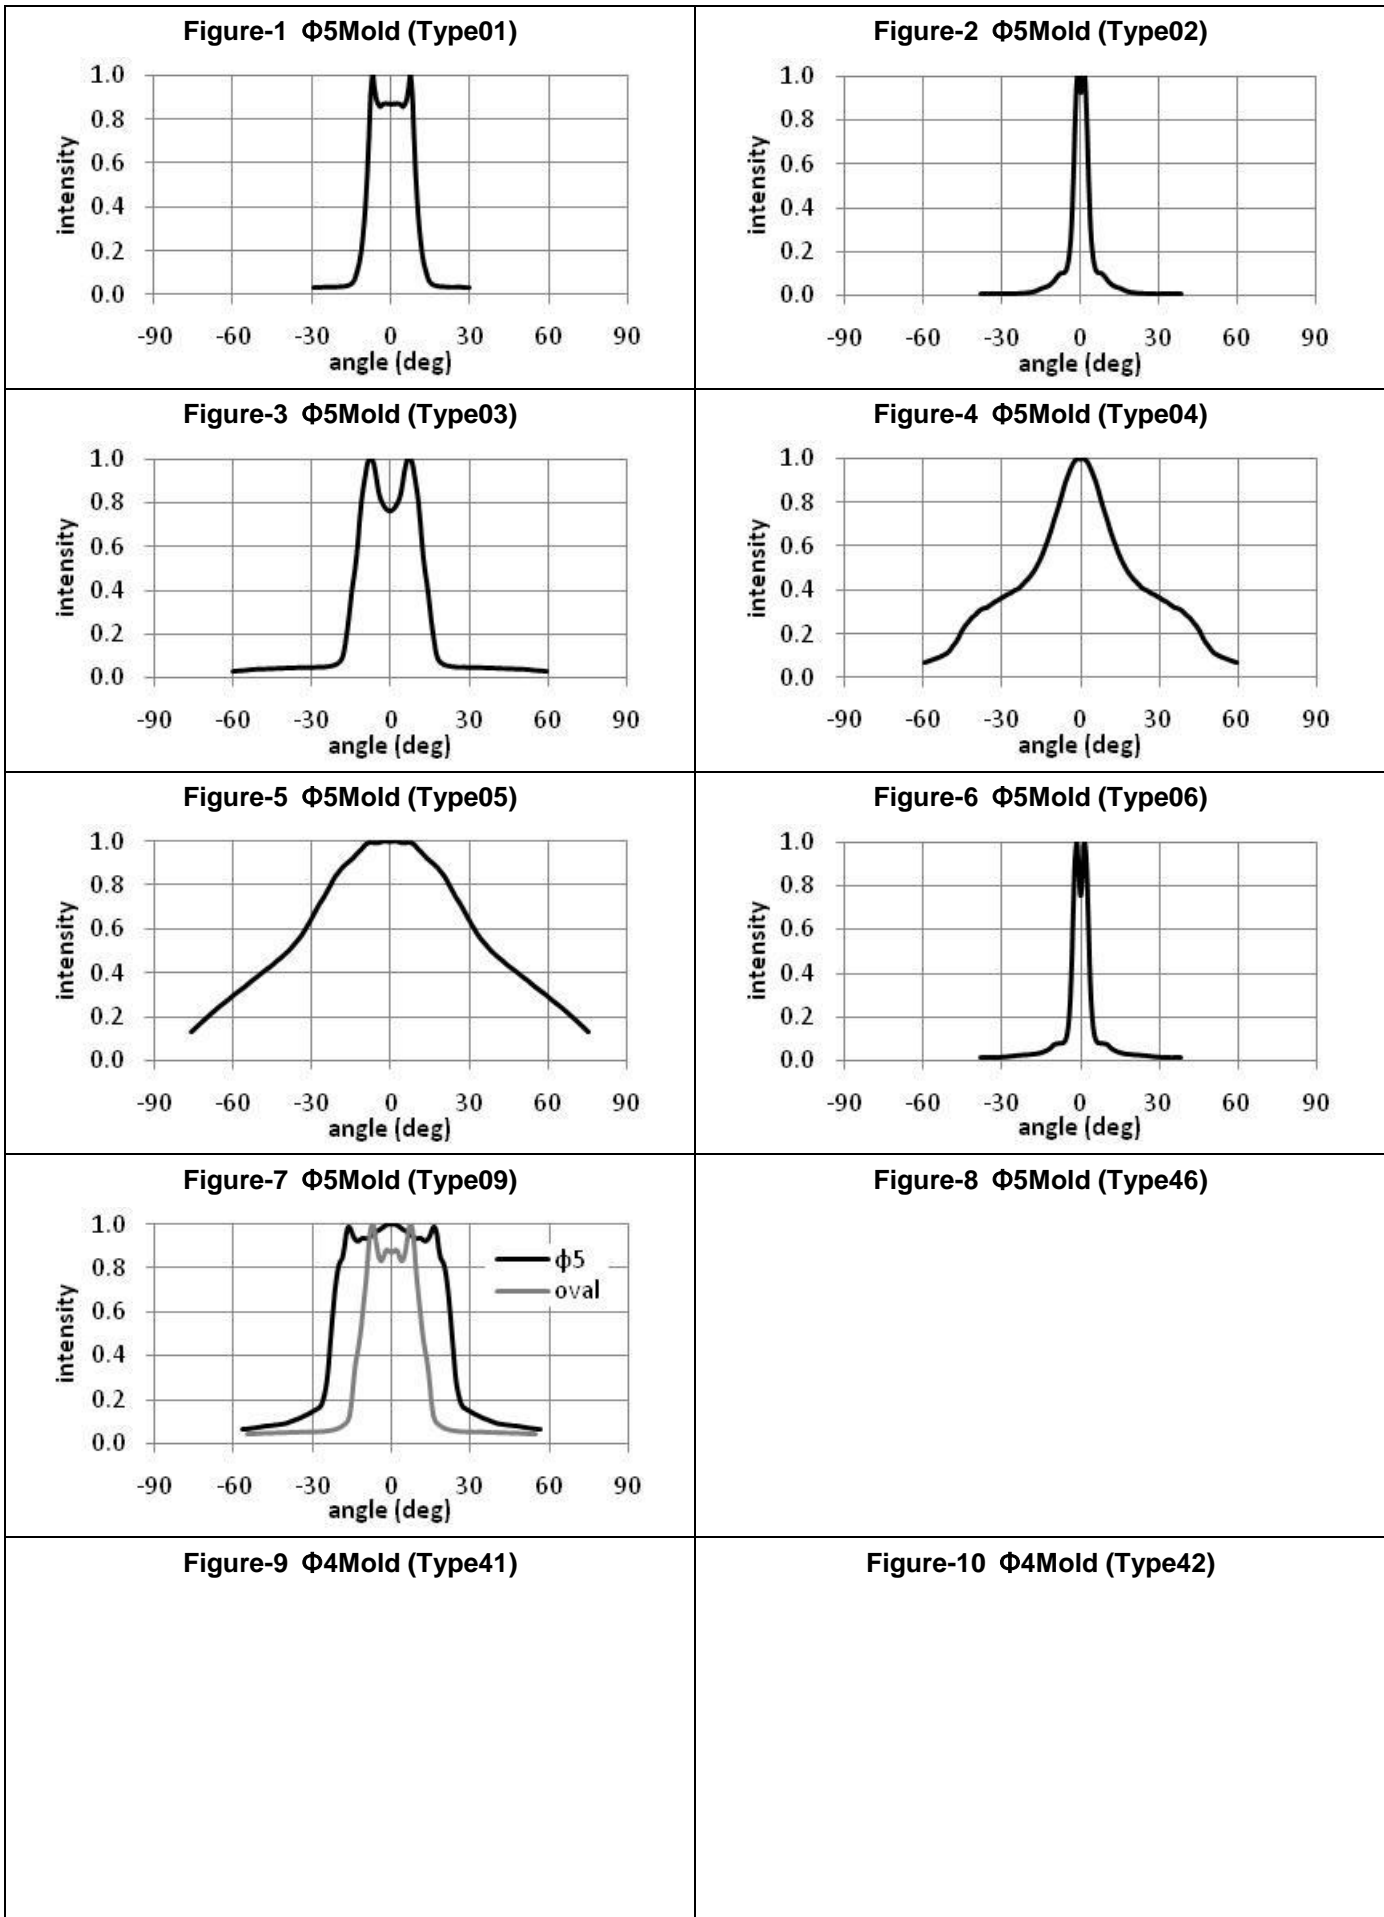 Figure-1 Φ5Mold (Type01)
1.0
0.8
0.6
0.4
0.2
0.0
intensity
-90 -60 -30 0 30 60 90
angle (deg)
Figure-2 Φ5Mold (Type02)
1.0
0.8
0.6
0.4
0.2
0.0
intensity
-90 -60 -30 0 30 60 90
angle (deg)
Figure-3 Φ5Mold (Type03)
1.0
0.8
0.6
0.4
0.2
0.0
intensity
-90 -60 -30 0 30 60 90
angle (deg)
Figure-4 Φ5Mold (Type04)
1.0
0.8
0.6
0.4
0.2
0.0
intensity
-90 -60 -30 0 30 60 90
angle (deg)
Figure-5 Φ5Mold (Type05)
1.0
0.8
0.6
0.4
0.2
0.0
intensity
-90 -60 -30 0 30 60 90
angle (deg)
Figure-6 Φ5Mold (Type06)
1.0
0.8
0.6
0.4
0.2
0.0
intensity
-90 -60 -30 0 30 60 90
angle (deg)
Figure-7 Φ5Mold (Type09)
1.0
0.8
0.6
0.4
0.2
0.0
intensity
ϕ5
oval
-90 -60 -30 0 30 60 90
angle (deg)
Figure-8 Φ5Mold (Type46)
Figure-9 Φ4Mold (Type41)
Figure-10 Φ4Mold (Type42)